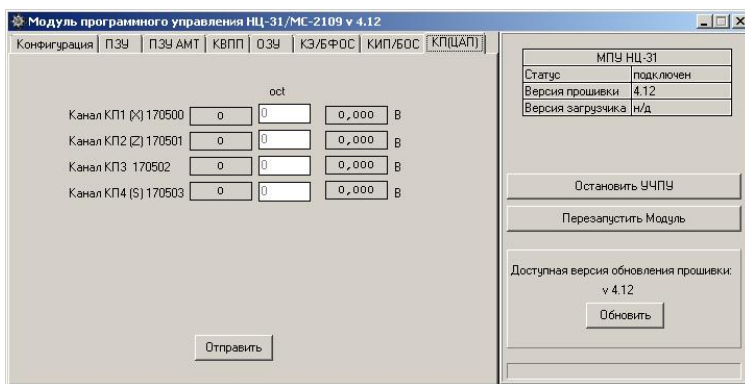 Модуль программного управления НЦ-31/МС-2109 v 4.12
Конфигурация ПЗУ ПЗУ АМТ КВПП ОЗУ КЭ/БФОС КИП/БОС КП(ЦАП)
oct
Канал КП1 (X) 170500 0 0 0,000 В
Канал КП2 (Z) 170501 0 0 0,000 В
Канал КП3 170502 0 0 0,000 В
Канал КП4 (S) 170503 0 0 0,000 В
Отправить
МПУ НЦ-31
Статус подключен
Версия прошивки 4.12
Версия загрузчика н/д
Остановить УЧПУ
Перезапустить Модуль
Доступная версия обновления прошивки:
v 4.12
Обновить